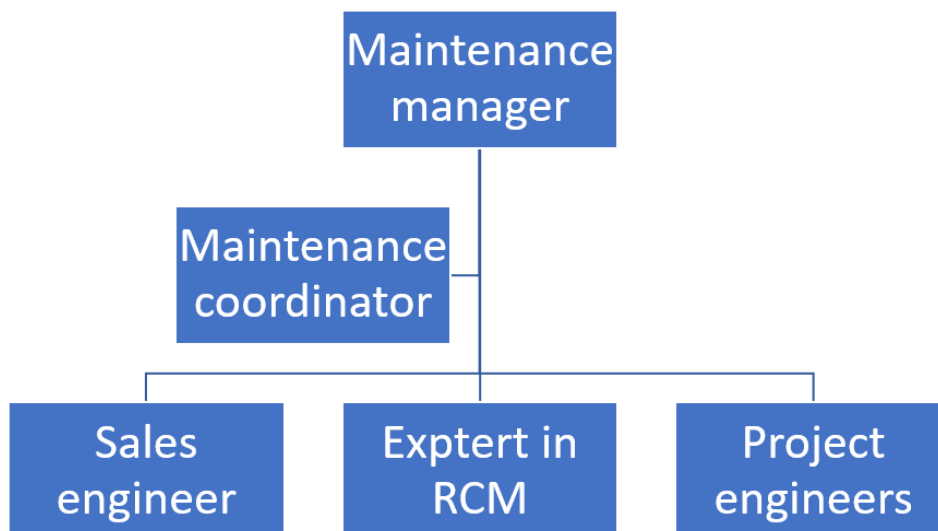 Maintenance
manager
Maintenance
coordinator
Sales
engineer
Exptert in
RCM
Project
engineers